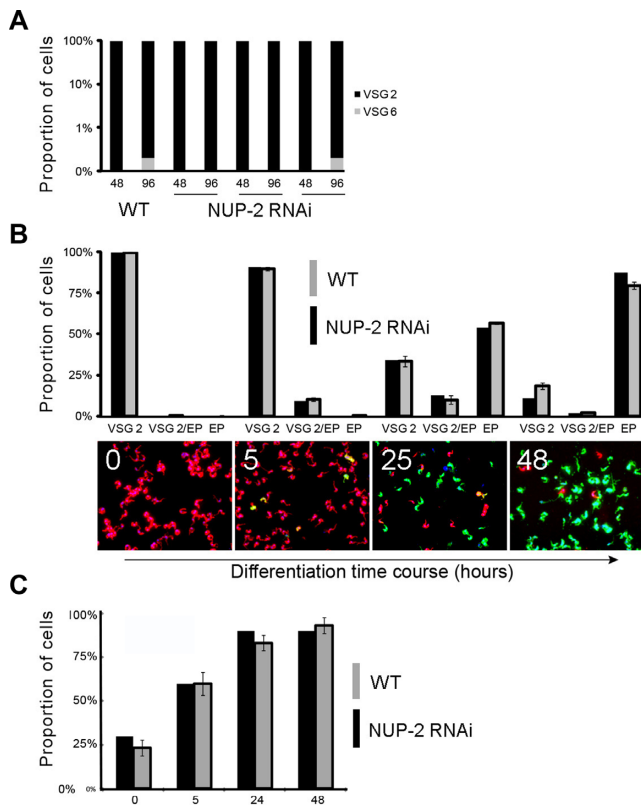 A
Proportion of cells
100%
10%
1%
0%
48 96 48 96 48 96 48 96
WT NUP-2 RNAi
VSG 2
VSG 6
B
Proportion of cells
100%
75%
50%
25%
0%
WT
NUP-2 RNAi
VSG 2 VSG 2/EP EP VSG 2 VSG 2/EP EP VSG 2 VSG 2/EP EP VSG 2 VSG 2/EP EP
0 5 25 48
Differentiation time course (hours)
C
Proportion of cells
100%
75%
50%
25%
0% 0%
WT
NUP-2 RNAi
0 5 24 48